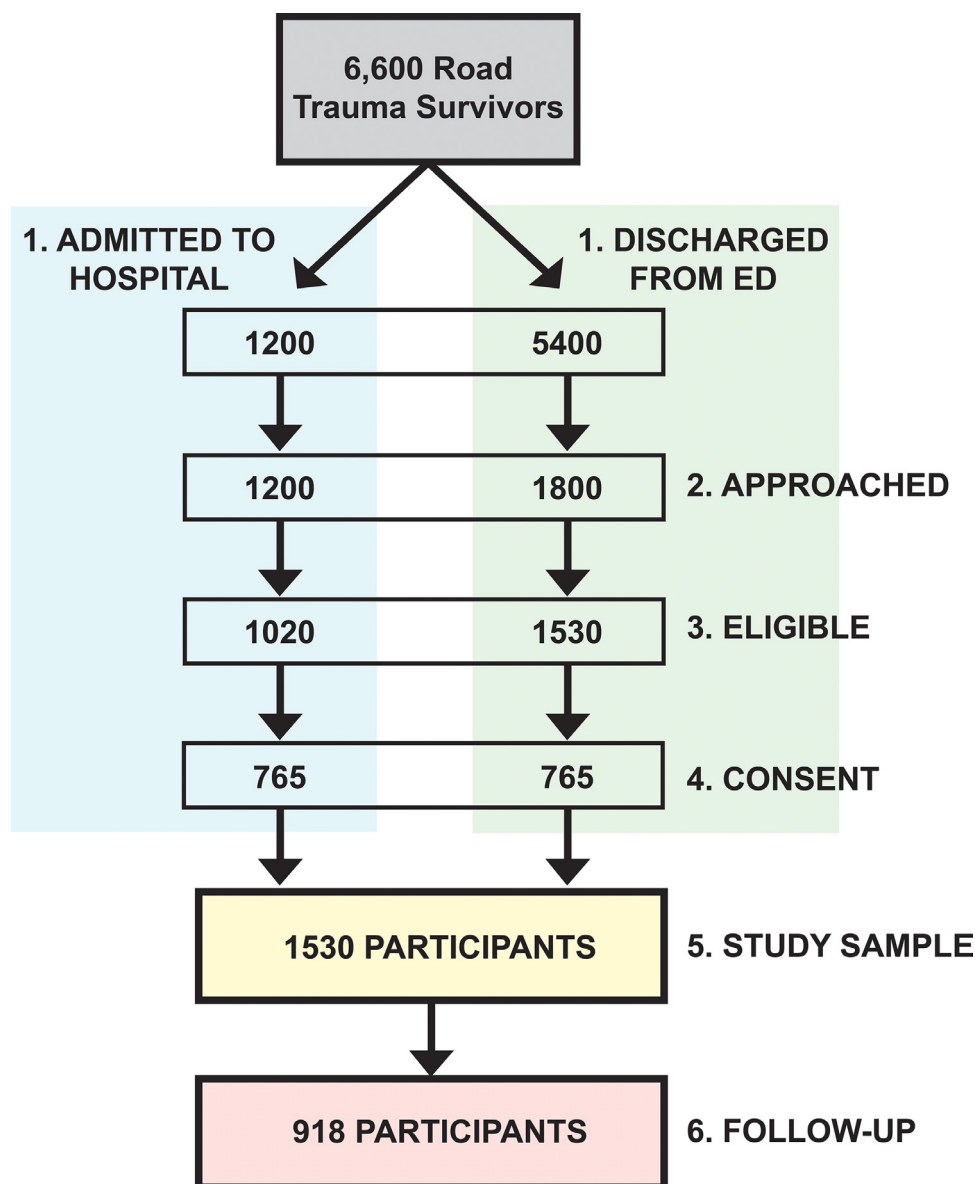 6,600 Road
Trauma Survivors
1. ADMITTED TO
HOSPITAL
1. DISCHARGED
FROM ED
1200
5400
1200
1800
2. APPROACHED
1020
1530
3. ELIGIBLE
765
765
4. CONSENT
1530 PARTICIPANTS
5. STUDY SAMPLE
918 PARTICIPANTS
6. FOLLOW-UP